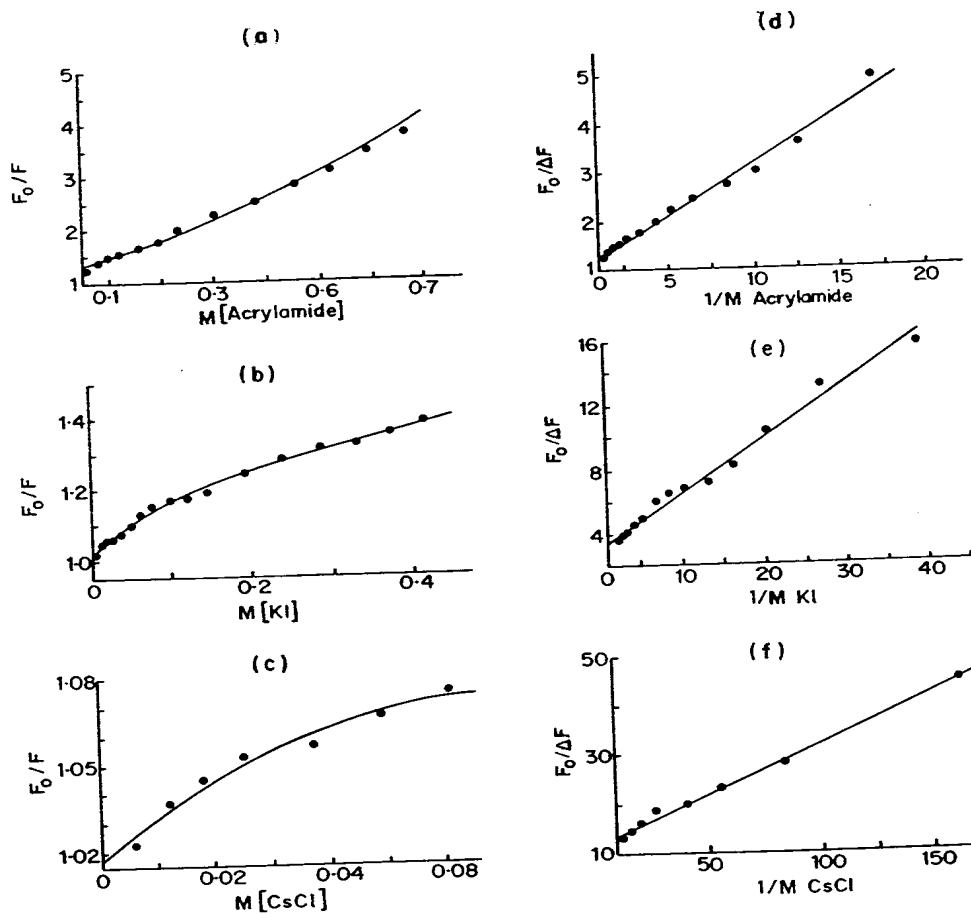 (a)
F₀/F
5
4
3
2
1
0·1
0·3
0·6
0·7
M [Acrylamide]
(b)
F₀/F
1·4
1·2
1·0
0
0·2
0·4
M [KI]
(c)
F₀/F
1·08
1·05
1·02
0
0·02
0·04
0·08
M [CsCl]
(d)
F₀/ΔF
5
4
3
2
1
0
5
10
15
20
1/M Acrylamide
(e)
F₀/ΔF
16
12
8
4
0
10
20
30
40
1/M KI
(f)
F₀/ΔF
50
30
10
50
100
150
1/M CsCl